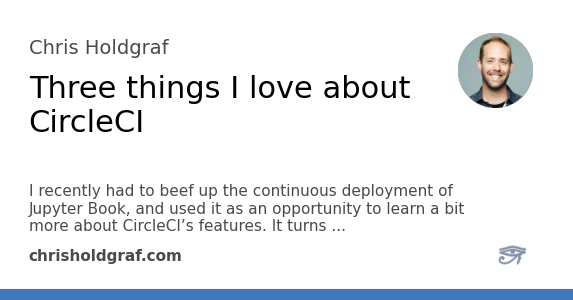 Chris Holdgraf
Three things I love about
CircleCI
I recently had to beef up the continuous deployment of
Jupyter Book, and used it as an opportunity to learn a bit
more about CircleCI’s features. It turns ...
chrisholdgraf.com